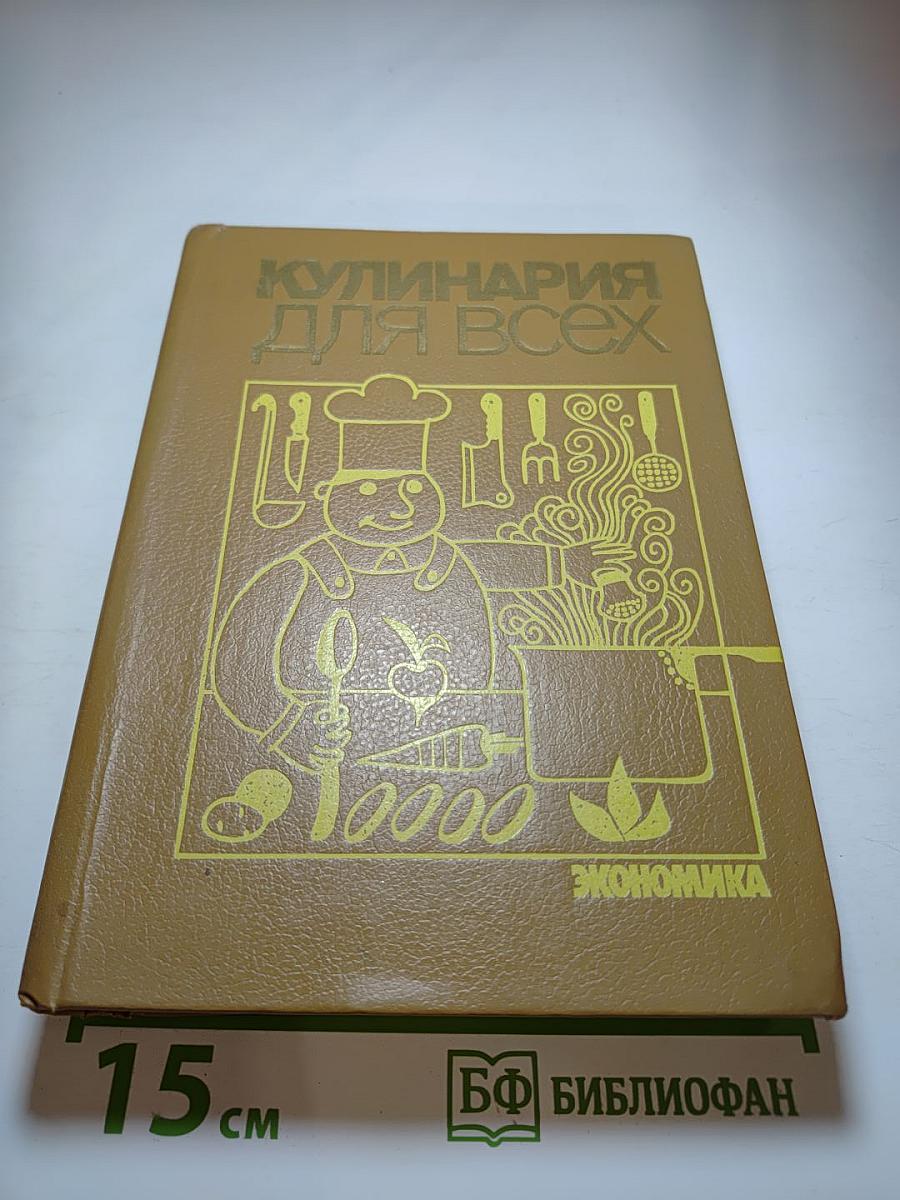 КУЛИНАРИЯ
для всех
ЭКОНОМИКА
15 см
БФ БИБЛИОФАН